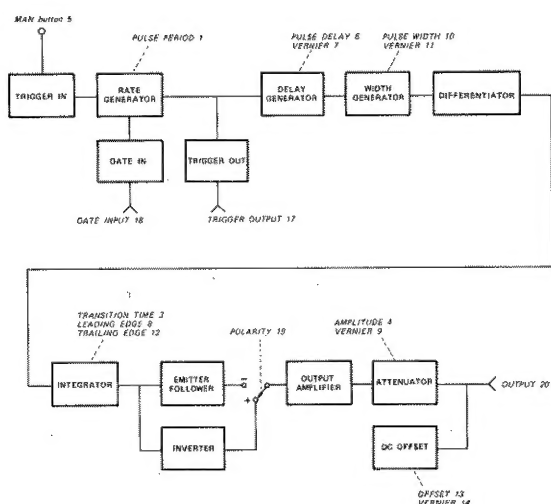 MAN button 5
PULSE PERIOD 1
PULSE DELAY 6
VERNIER 7
PULSE WIDTH 10
VERNIER 11
TRIGGER IN
RATE
GENERATOR
DELAY
GENERATOR
WIDTH
GENERATOR
DIFFERENTIATOR
GATE IN
TRIGGER OUT
GATE INPUT 18
TRIGGER OUTPUT 17
TRANSITION TIME 3
LEADING EDGE 8
TRAILING EDGE 12
POLARITY 19
AMPLITUDE 4
VERNIER 9
INTEGRATOR
EMITTER
FOLLOWER
-
+
OUTPUT
AMPLIFIER
ATTENUATOR
OUTPUT 20
INVERTER
DC OFFSET
OFFSET 13
VERNIER 14